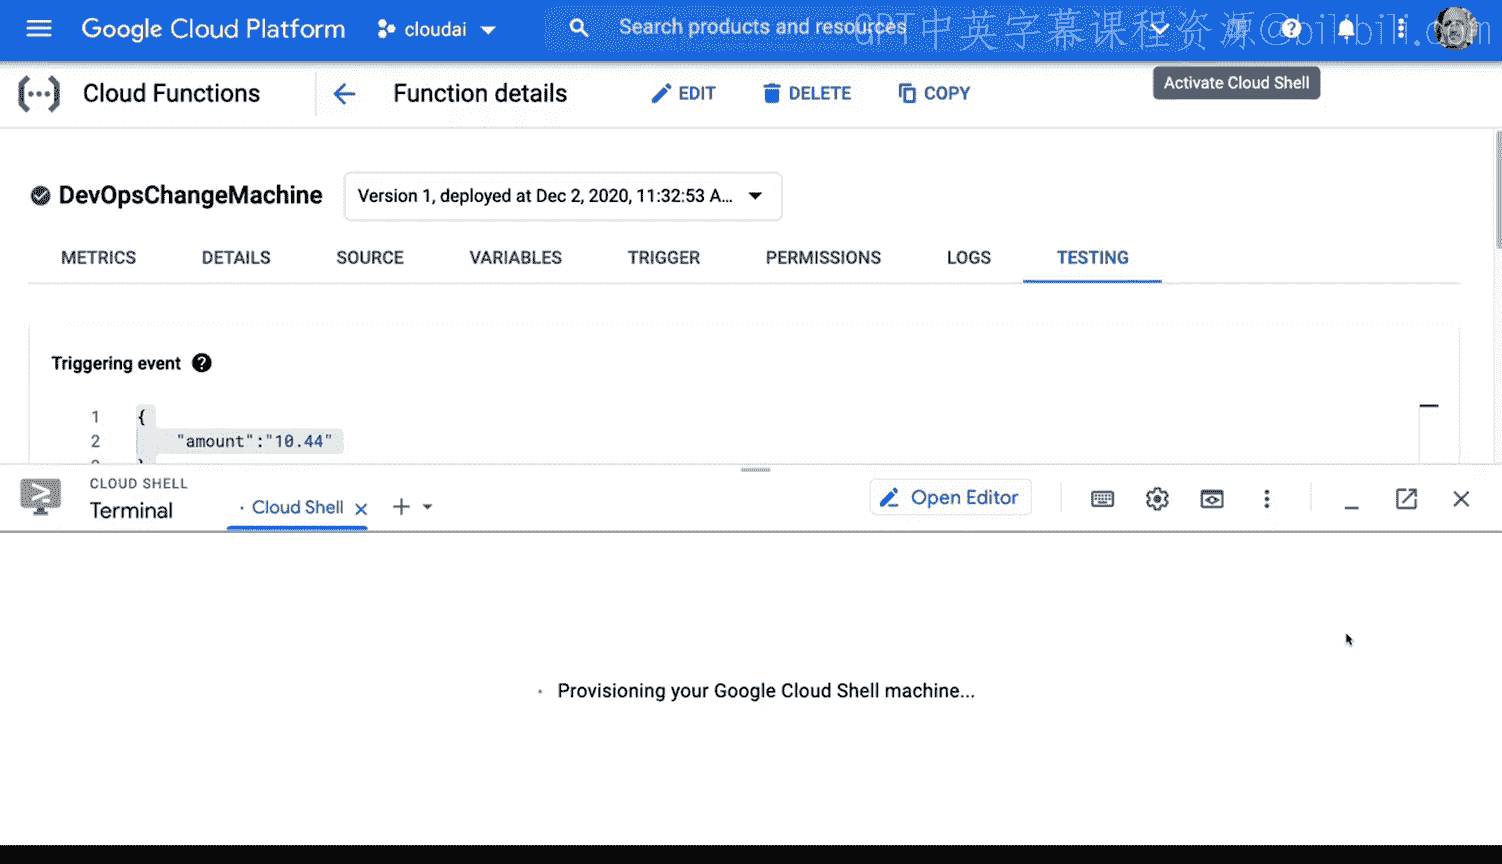 Google Cloud Platform cloudai Search products and resources
GPT中英字幕课程资源@bilibili.com
Cloud Functions Function details EDIT DELETE COPY Activate Cloud Shell
DevOpsChangeMachine Version 1, deployed at Dec 2, 2020, 11:32:53 A...
METRICS DETAILS SOURCE VARIABLES TRIGGER PERMISSIONS LOGS TESTING
Triggering event
1 {
2 "amount":"10.44"
CLOUD SHELL
Terminal Cloud Shell Open Editor
Provisioning your Google Cloud Shell machine...